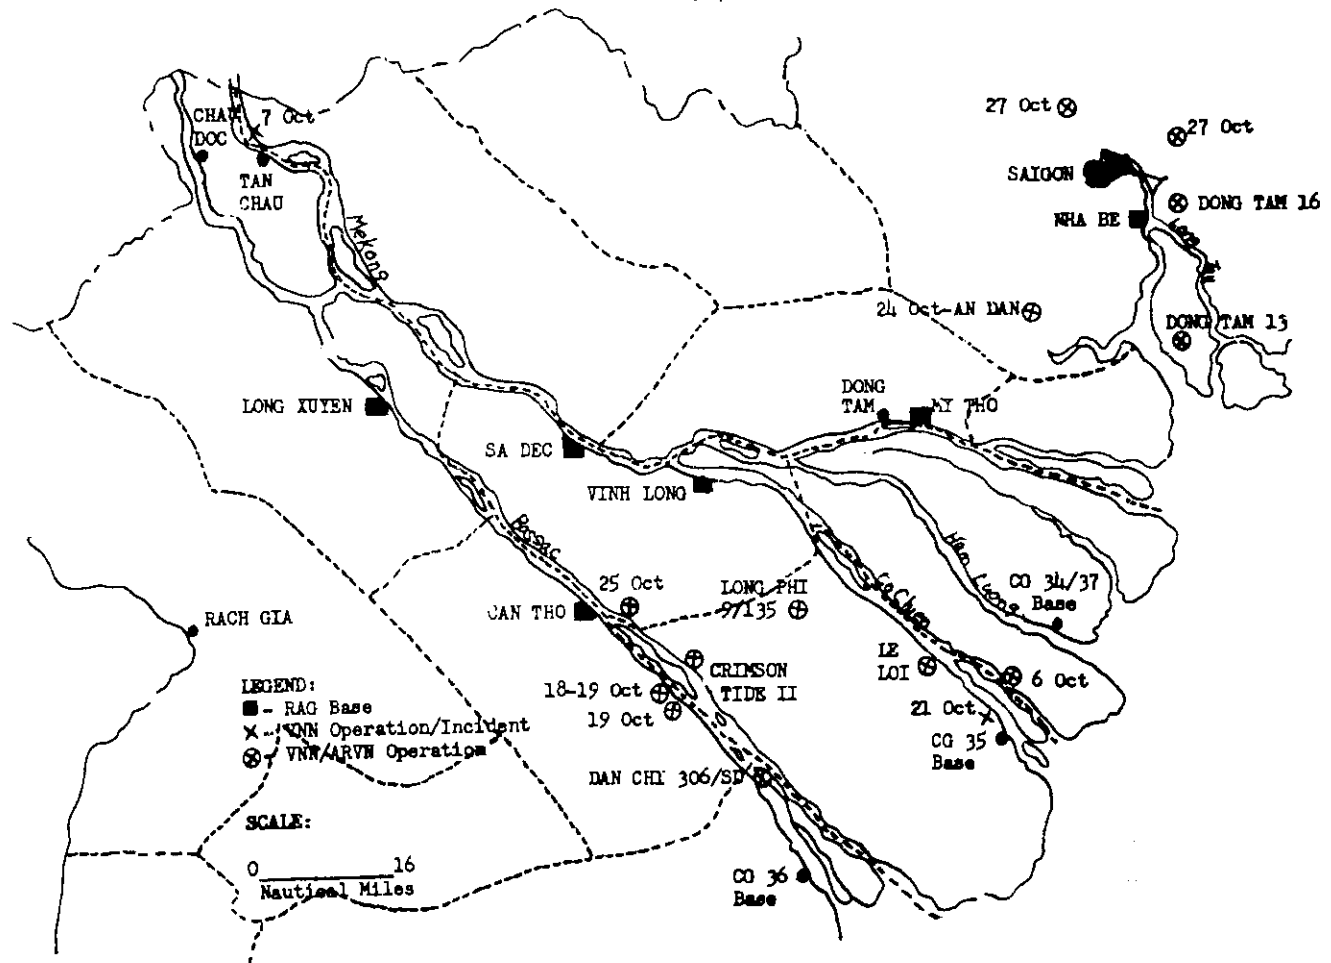 27 Oct
27 Oct
CHAU
DOC
7 Oct
TAN
CHAU
SAIGON
NHA BE
DONG TAM 16
Long
Mekong
24 Oct-AN DAN
DONG TAM 15
LONG XUYEN
DONG
TAM
MY THO
SA DEC
VINH LONG
Bassac
Ham Luong
CG 34/37
Base
25 Oct
LONG PHI
9/135
CAN THO
Co Chien
RACH GIA
LE
LOI
6 Oct
CRIMSON
TIDE II
18-19 Oct
19 Oct
21 Oct
CG 35
Base
LEGEND:
- RAG Base
X - VNN Operation/Incident
- VNN/ARVN Operation
DAN CHI 306/SD
SCALE:
0 16
Nautical Miles
CG 36
Base